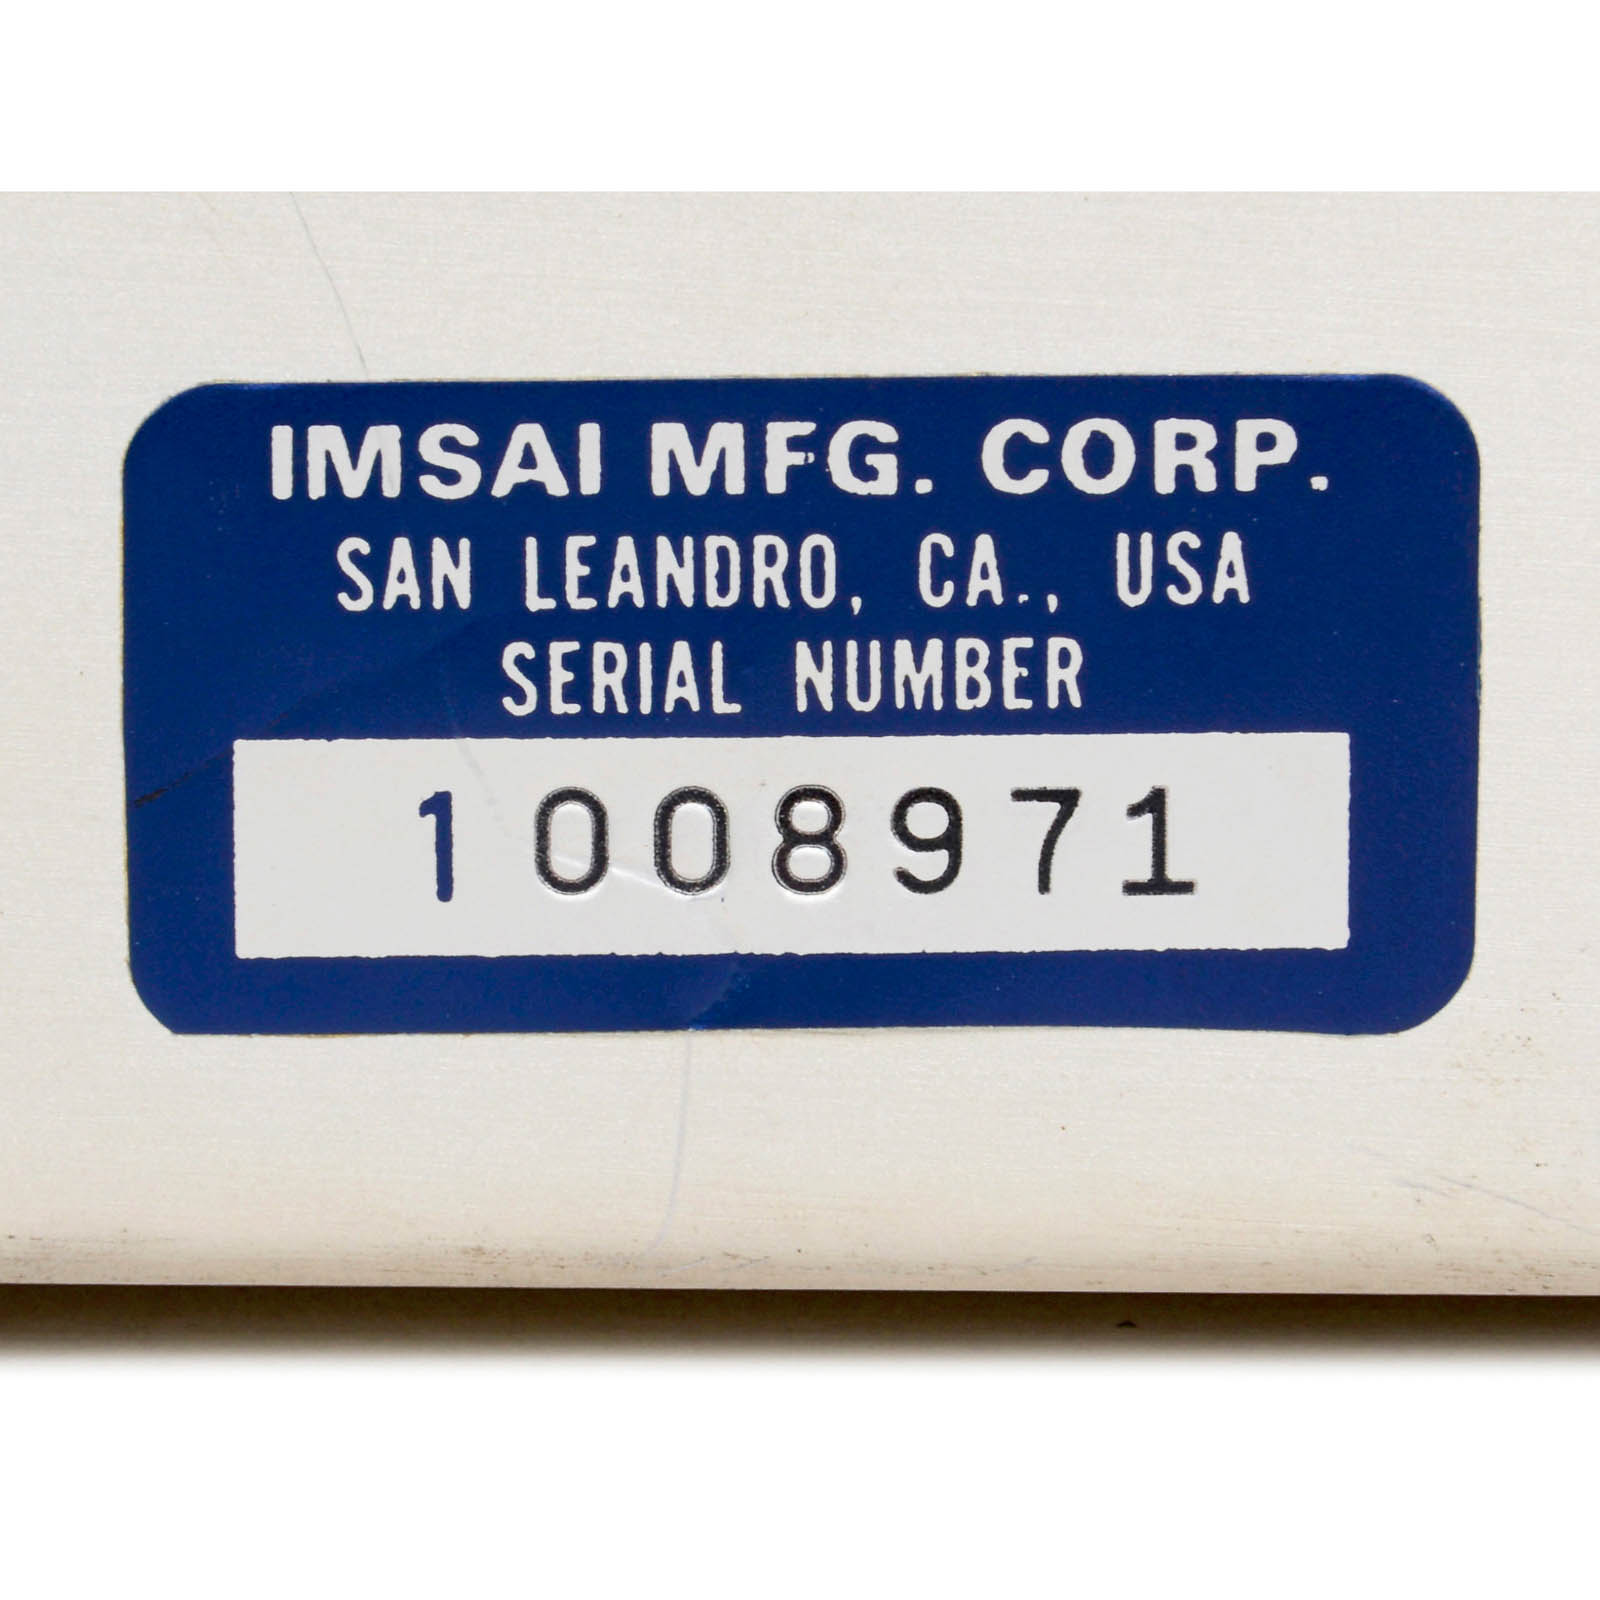 IMSAI MFG. CORP.
SAN LEANDRO, CA., USA
SERIAL NUMBER
1008971